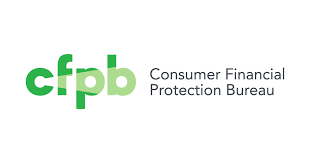 cfpb
Consumer Financial
Protection Bureau